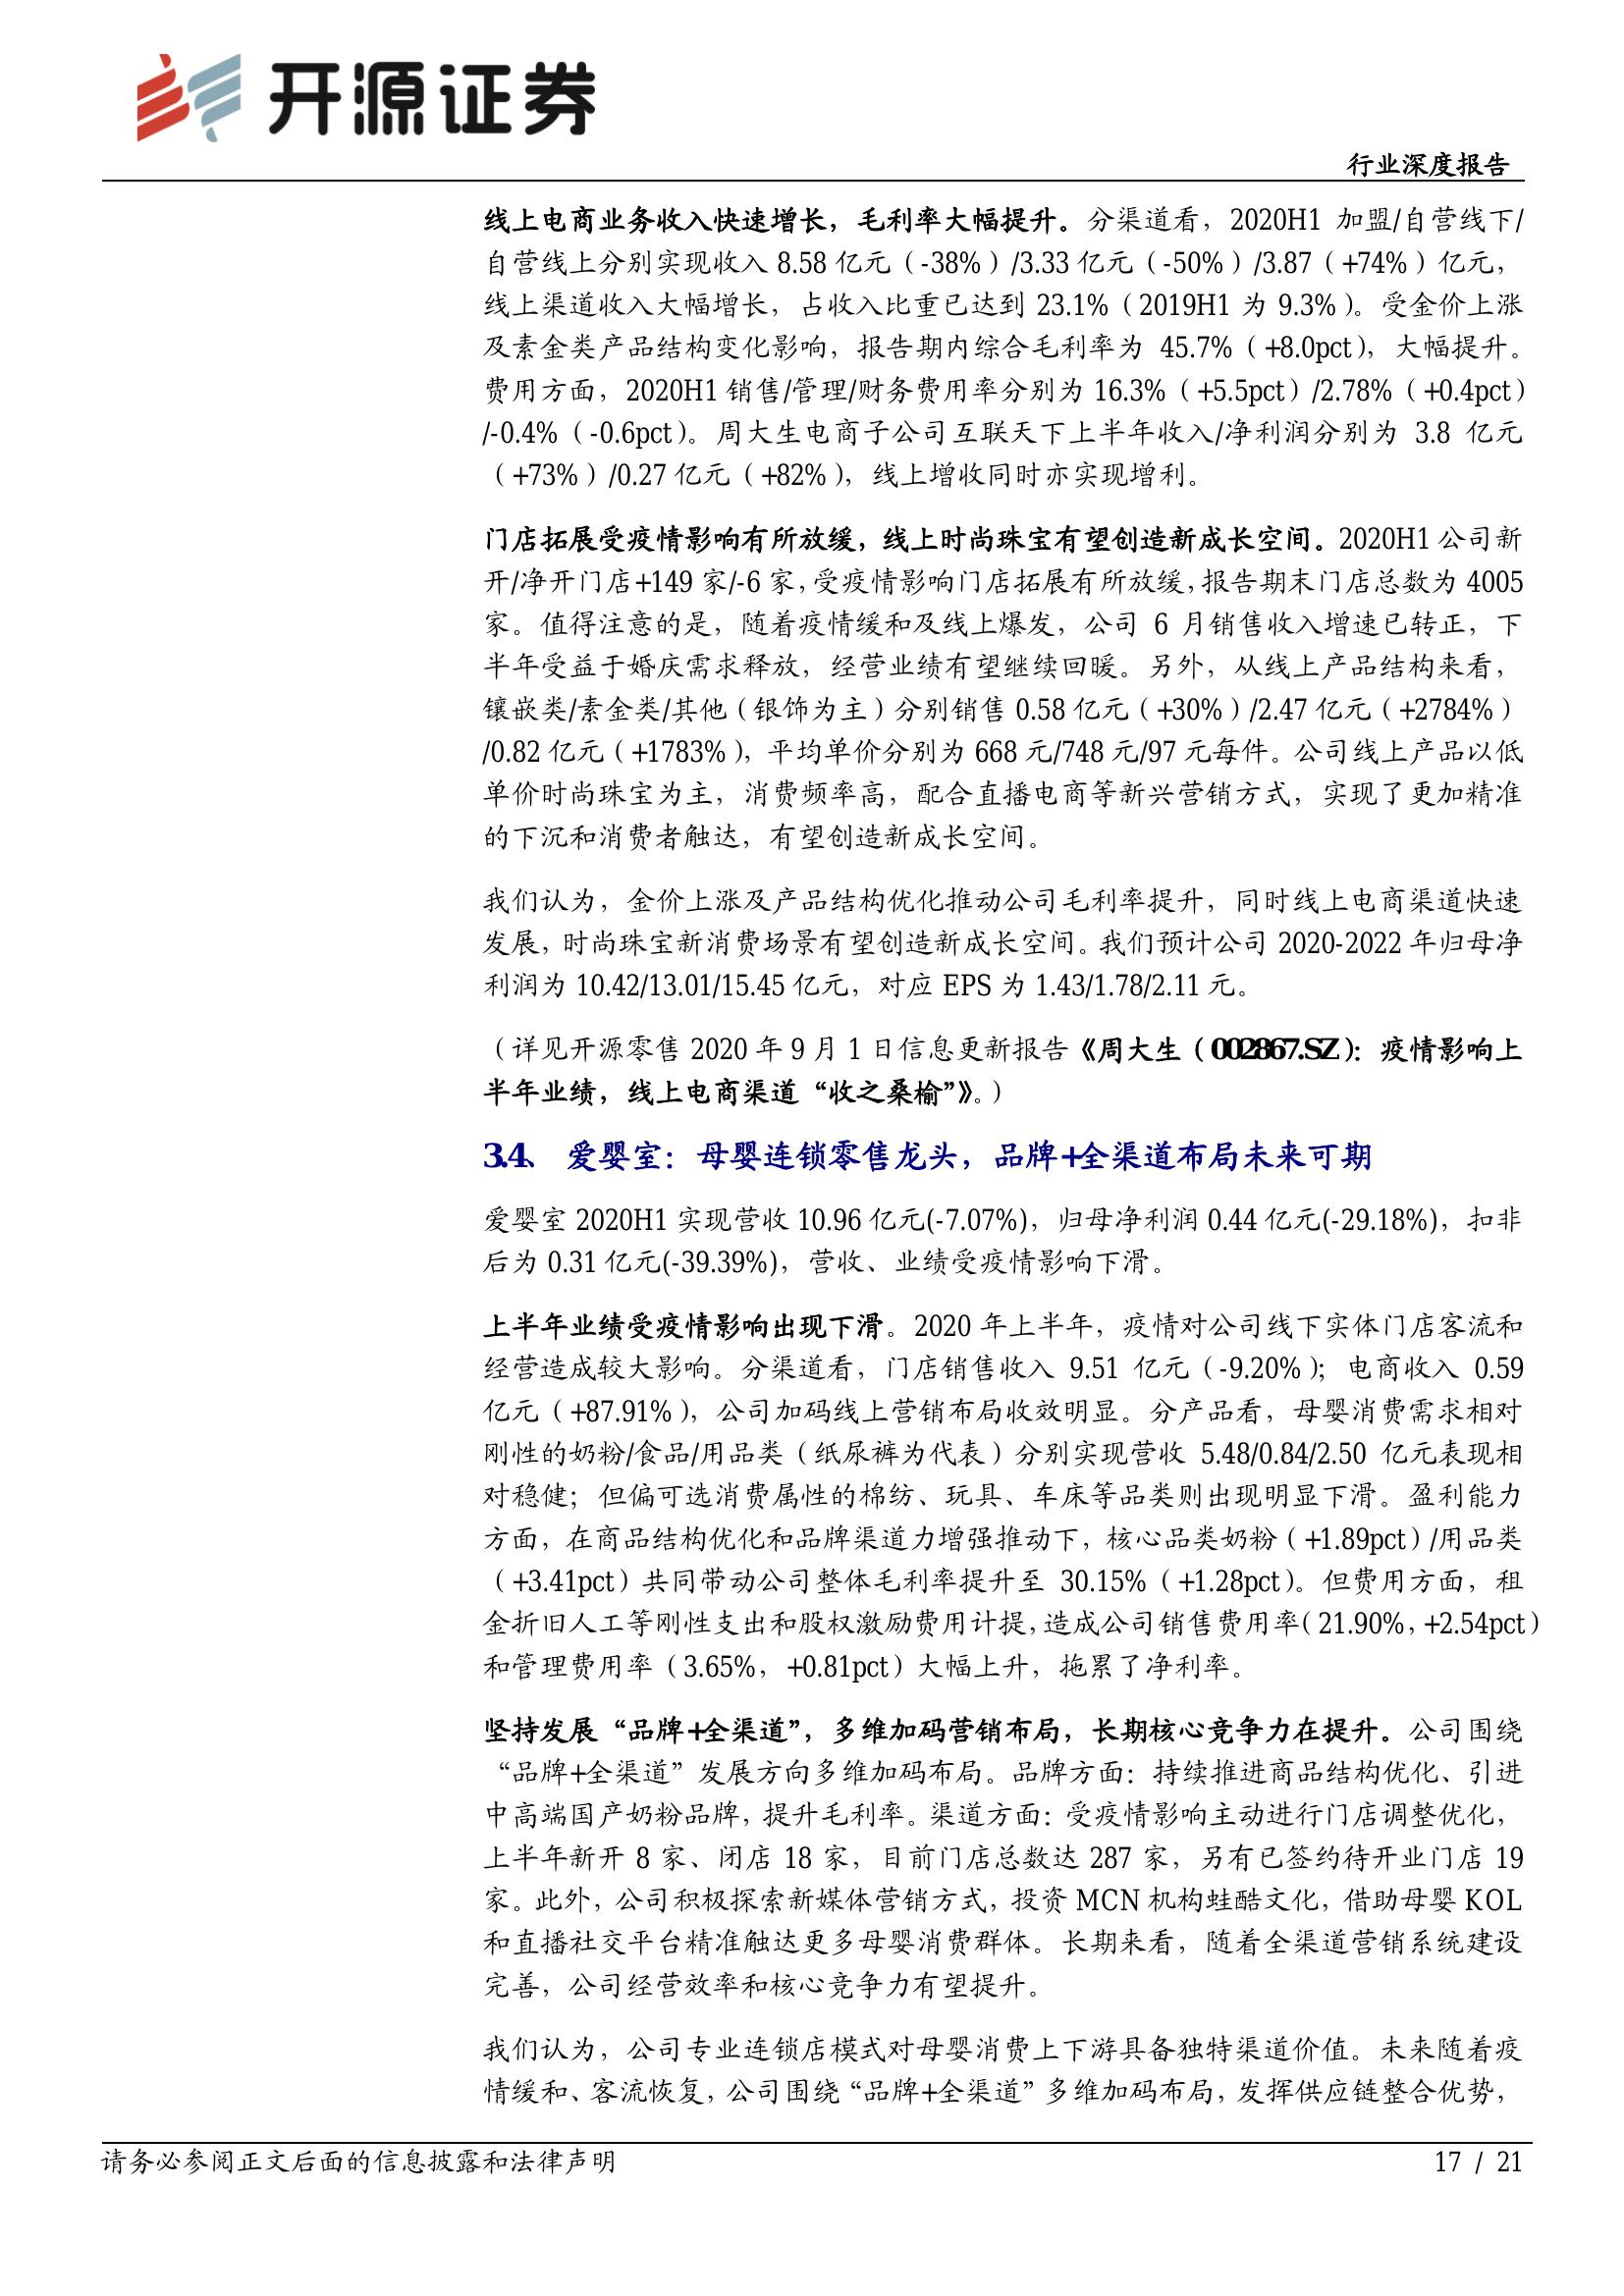 开源证券
行业深度报告
线上电商业务收入快速增长，毛利率大幅提升。分渠道看，2020H1 加盟/自营线下/
自营线上分别实现收入 8.58 亿元（-38%）/3.33 亿元（-50%）/3.87（+74%）亿元，
线上渠道收入大幅增长，占收入比重已达到 23.1%（2019H1 为 9.3%）。受金价上涨
及素金类产品结构变化影响，报告期内综合毛利率为 45.7%（+8.0pct），大幅提升。
费用方面，2020H1 销售/管理/财务费用率分别为 16.3%（+5.5pct）/2.78%（+0.4pct）
/-0.4%（-0.6pct）。周大生电商子公司互联天下上半年收入/净利润分别为 3.8 亿元
（+73%）/0.27 亿元（+82%），线上增收同时亦实现增利。
门店拓展受疫情影响有所放缓，线上时尚珠宝有望创造新成长空间。2020H1 公司新
开/净开门店+149 家/-6 家，受疫情影响门店拓展有所放缓，报告期末门店总数为 4005
家。值得注意的是，随着疫情缓和及线上爆发，公司 6 月销售收入增速已转正，下
半年受益于婚庆需求释放，经营业绩有望继续回暖。另外，从线上产品结构来看，
镶嵌类/素金类/其他（银饰为主）分别销售 0.58 亿元（+30%）/2.47 亿元（+2784%）
/0.82 亿元（+1783%），平均单价分别为 668 元/748 元/97 元每件。公司线上产品以低
单价时尚珠宝为主，消费频率高，配合直播电商等新兴营销方式，实现了更加精准
的下沉和消费者触达，有望创造新成长空间。
我们认为，金价上涨及产品结构优化推动公司毛利率提升，同时线上电商渠道快速
发展，时尚珠宝新消费场景有望创造新成长空间。我们预计公司 2020-2022 年归母净
利润为 10.42/13.01/15.45 亿元，对应 EPS 为 1.43/1.78/2.11 元。
（详见开源零售 2020 年 9 月 1 日信息更新报告《周大生（002867.SZ）：疫情影响上
半年业绩，线上电商渠道“收之桑榆”》。）
3.4、 爱婴室：母婴连锁零售龙头，品牌+全渠道布局未来可期
爱婴室 2020H1 实现营收 10.96 亿元(-7.07%)，归母净利润 0.44 亿元(-29.18%)，扣非
后为 0.31 亿元(-39.39%)，营收、业绩受疫情影响下滑。
上半年业绩受疫情影响出现下滑。2020 年上半年，疫情对公司线下实体门店客流和
经营造成较大影响。分渠道看，门店销售收入 9.51 亿元（-9.20%）；电商收入 0.59
亿元（+87.91%），公司加码线上营销布局收效明显。分产品看，母婴消费需求相对
刚性的奶粉/食品/用品类（纸尿裤为代表）分别实现营收 5.48/0.84/2.50 亿元表现相
对稳健；但偏可选消费属性的棉纺、玩具、车床等品类则出现明显下滑。盈利能力
方面，在商品结构优化和品牌渠道力增强推动下，核心品类奶粉（+1.89pct）/用品类
（+3.41pct）共同带动公司整体毛利率提升至 30.15%（+1.28pct）。但费用方面，租
金折旧人工等刚性支出和股权激励费用计提，造成公司销售费用率（21.90%，+2.54pct）
和管理费用率（3.65%，+0.81pct）大幅上升，拖累了净利率。
坚持发展“品牌+全渠道”，多维加码营销布局，长期核心竞争力在提升。公司围绕
“品牌+全渠道”发展方向多维加码布局。品牌方面：持续推进商品结构优化、引进
中高端国产奶粉品牌，提升毛利率。渠道方面：受疫情影响主动进行门店调整优化，
上半年新开 8 家、闭店 18 家，目前门店总数达 287 家，另有已签约待开业门店 19
家。此外，公司积极探索新媒体营销方式，投资 MCN 机构蛙酷文化，借助母婴 KOL
和直播社交平台精准触达更多母婴消费群体。长期来看，随着全渠道营销系统建设
完善，公司经营效率和核心竞争力有望提升。
我们认为，公司专业连锁店模式对母婴消费上下游具备独特渠道价值。未来随着疫
情缓和、客流恢复，公司围绕“品牌+全渠道”多维加码布局，发挥供应链整合优势，
请务必参阅正文后面的信息披露和法律声明
17 / 21